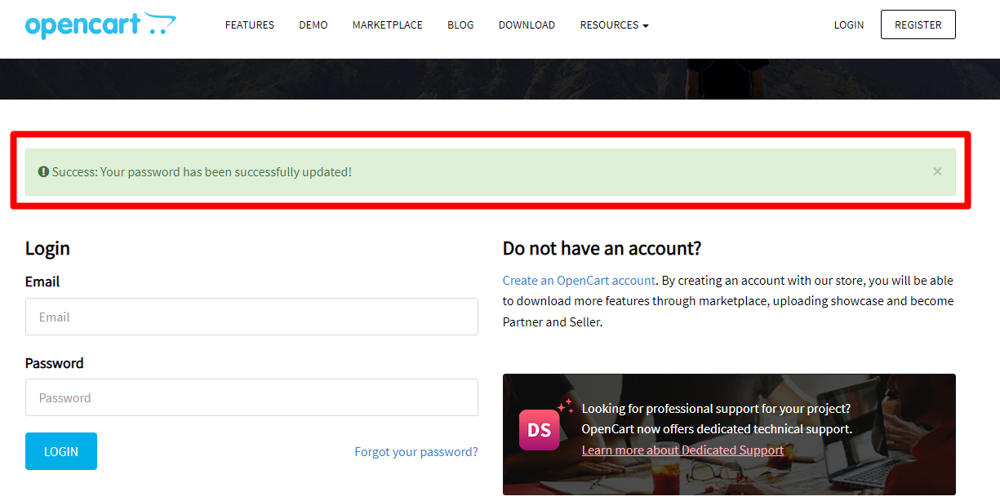 opencart
FEATURES
DEMO
MARKETPLACE
BLOG
DOWNLOAD
RESOURCES
LOGIN
REGISTER
Success: Your password has been successfully updated!
×
Login
Email
Email
Password
Password
LOGIN
Forgot your password?
Do not have an account?
Create an OpenCart account. By creating an account with our store, you will be able
to download more features through marketplace, uploading showcase and become
Partner and Seller.
DS
Looking for professional support for your project?
OpenCart now offers dedicated technical support.
Learn more about Dedicated Support